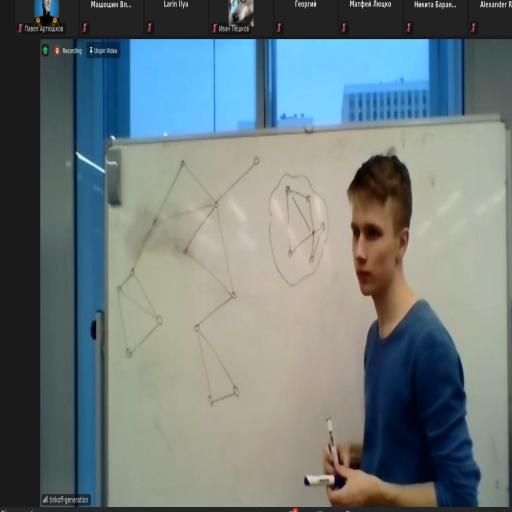 Машошин Вл...
Larin Ilya
Георгий
Матфей Люцко
Никита Баран...
Alexander R
Павел Артюшков
Иван Пешков
Recording
Unpin Video
tinkoff-generation